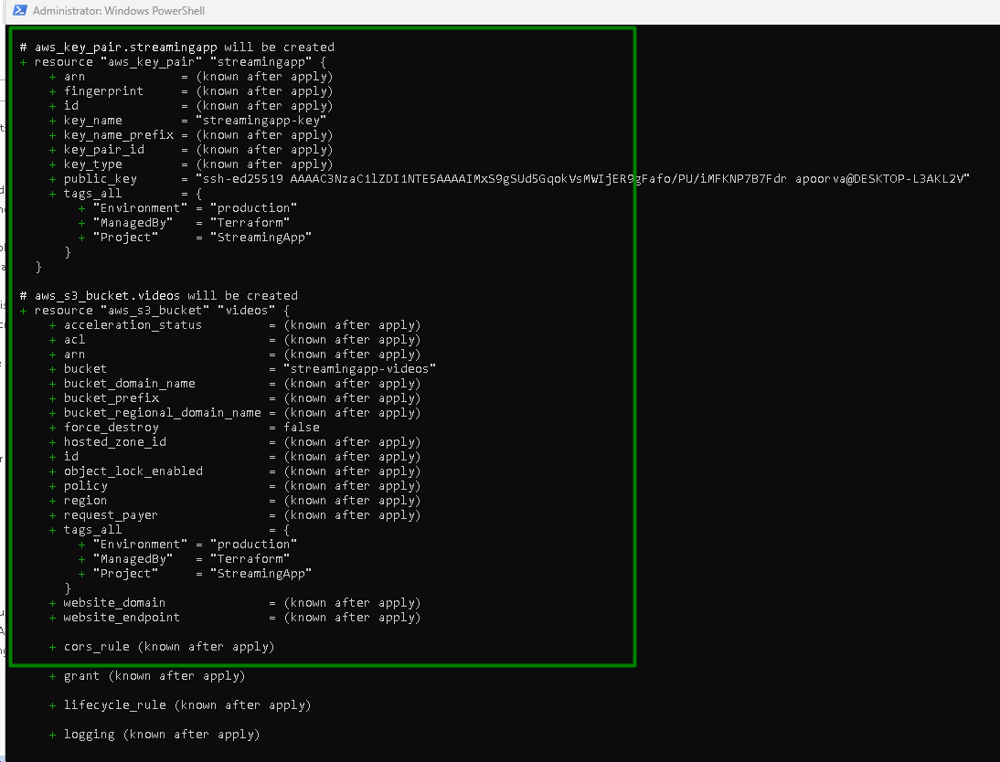 Administrator: Windows PowerShell
# aws_key_pair.streamingapp will be created
+ resource "aws_key_pair" "streamingapp" {
+ arn = (known after apply)
+ fingerprint = (known after apply)
+ id = (known after apply)
+ key_name = "streamingapp-key"
+ key_name_prefix = (known after apply)
+ key_pair_id = (known after apply)
+ key_type = (known after apply)
+ public_key = "ssh-ed25519 AAAAC3NzaC1lZDI1NTE5AAAAIMxS9gSUd5GqokVsMWIjER9gFafo/PU/iMFKNP7B7Fdr apoorva@DESKTOP-L3AKL2V"
+ tags_all = {
+ "Environment" = "production"
+ "ManagedBy" = "Terraform"
+ "Project" = "StreamingApp"
}
}
# aws_s3_bucket.videos will be created
+ resource "aws_s3_bucket" "videos" {
+ acceleration_status = (known after apply)
+ acl = (known after apply)
+ arn = (known after apply)
+ bucket = "streamingapp-videos"
+ bucket_domain_name = (known after apply)
+ bucket_prefix = (known after apply)
+ bucket_regional_domain_name = (known after apply)
+ force_destroy = false
+ hosted_zone_id = (known after apply)
+ id = (known after apply)
+ object_lock_enabled = (known after apply)
+ policy = (known after apply)
+ region = (known after apply)
+ request_payer = (known after apply)
+ tags_all = {
+ "Environment" = "production"
+ "ManagedBy" = "Terraform"
+ "Project" = "StreamingApp"
}
+ website_domain = (known after apply)
+ website_endpoint = (known after apply)
+ cors_rule (known after apply)
+ grant (known after apply)
+ lifecycle_rule (known after apply)
+ logging (known after apply)